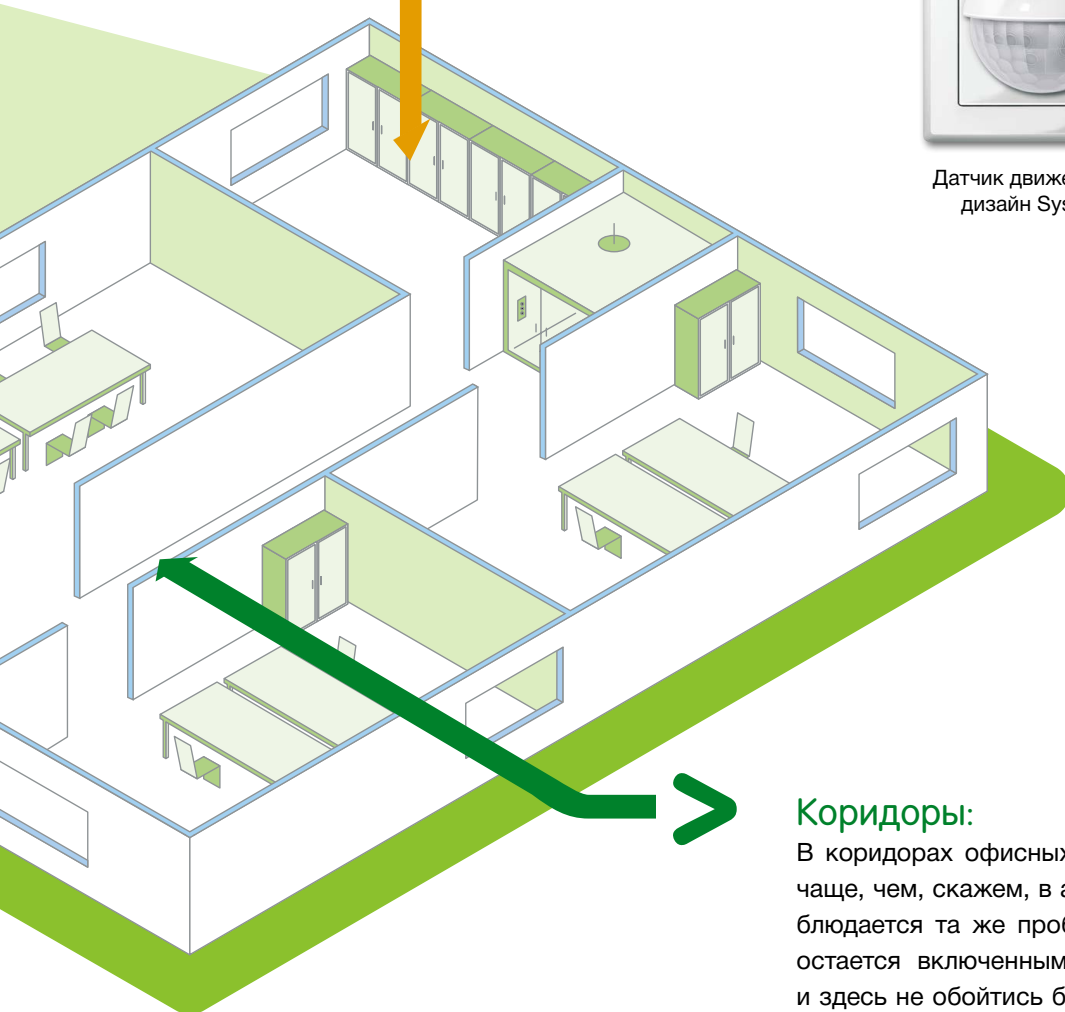 Датчик движе
дизайн Sys
Коридоры:
В коридорах офисных
чаще, чем, скажем, в а
блюдается та же проб
остается включенным
и здесь не обойтись б